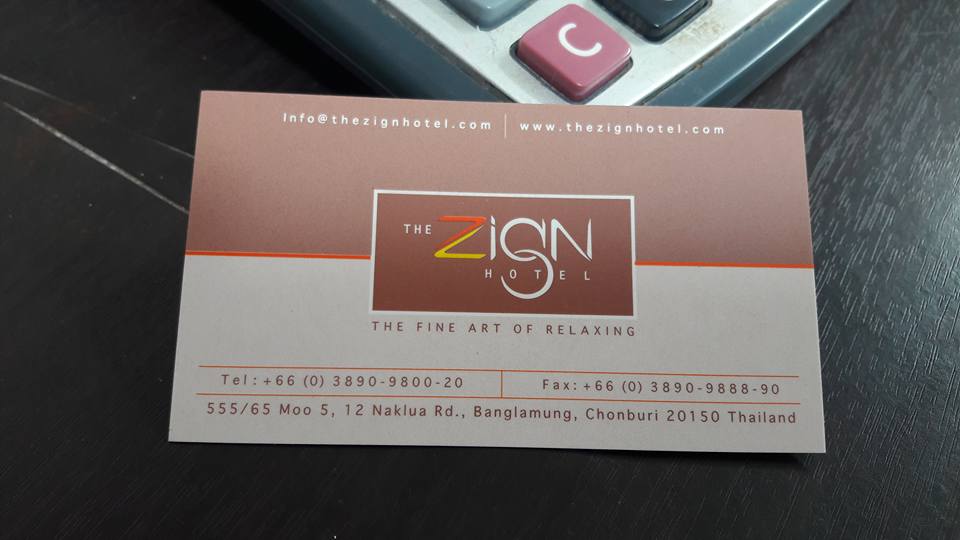 C
Info@thezignhotel.com | www.thezignhotel.com
THE ZIGN
HOTEL
THE FINE ART OF RELAXING
Tel:+66 (0) 3890-9800-20 | Fax:+66 (0) 3890-9888-90
555/65 Moo 5, 12 Naklua Rd., Banglamung, Chonburi 20150 Thailand